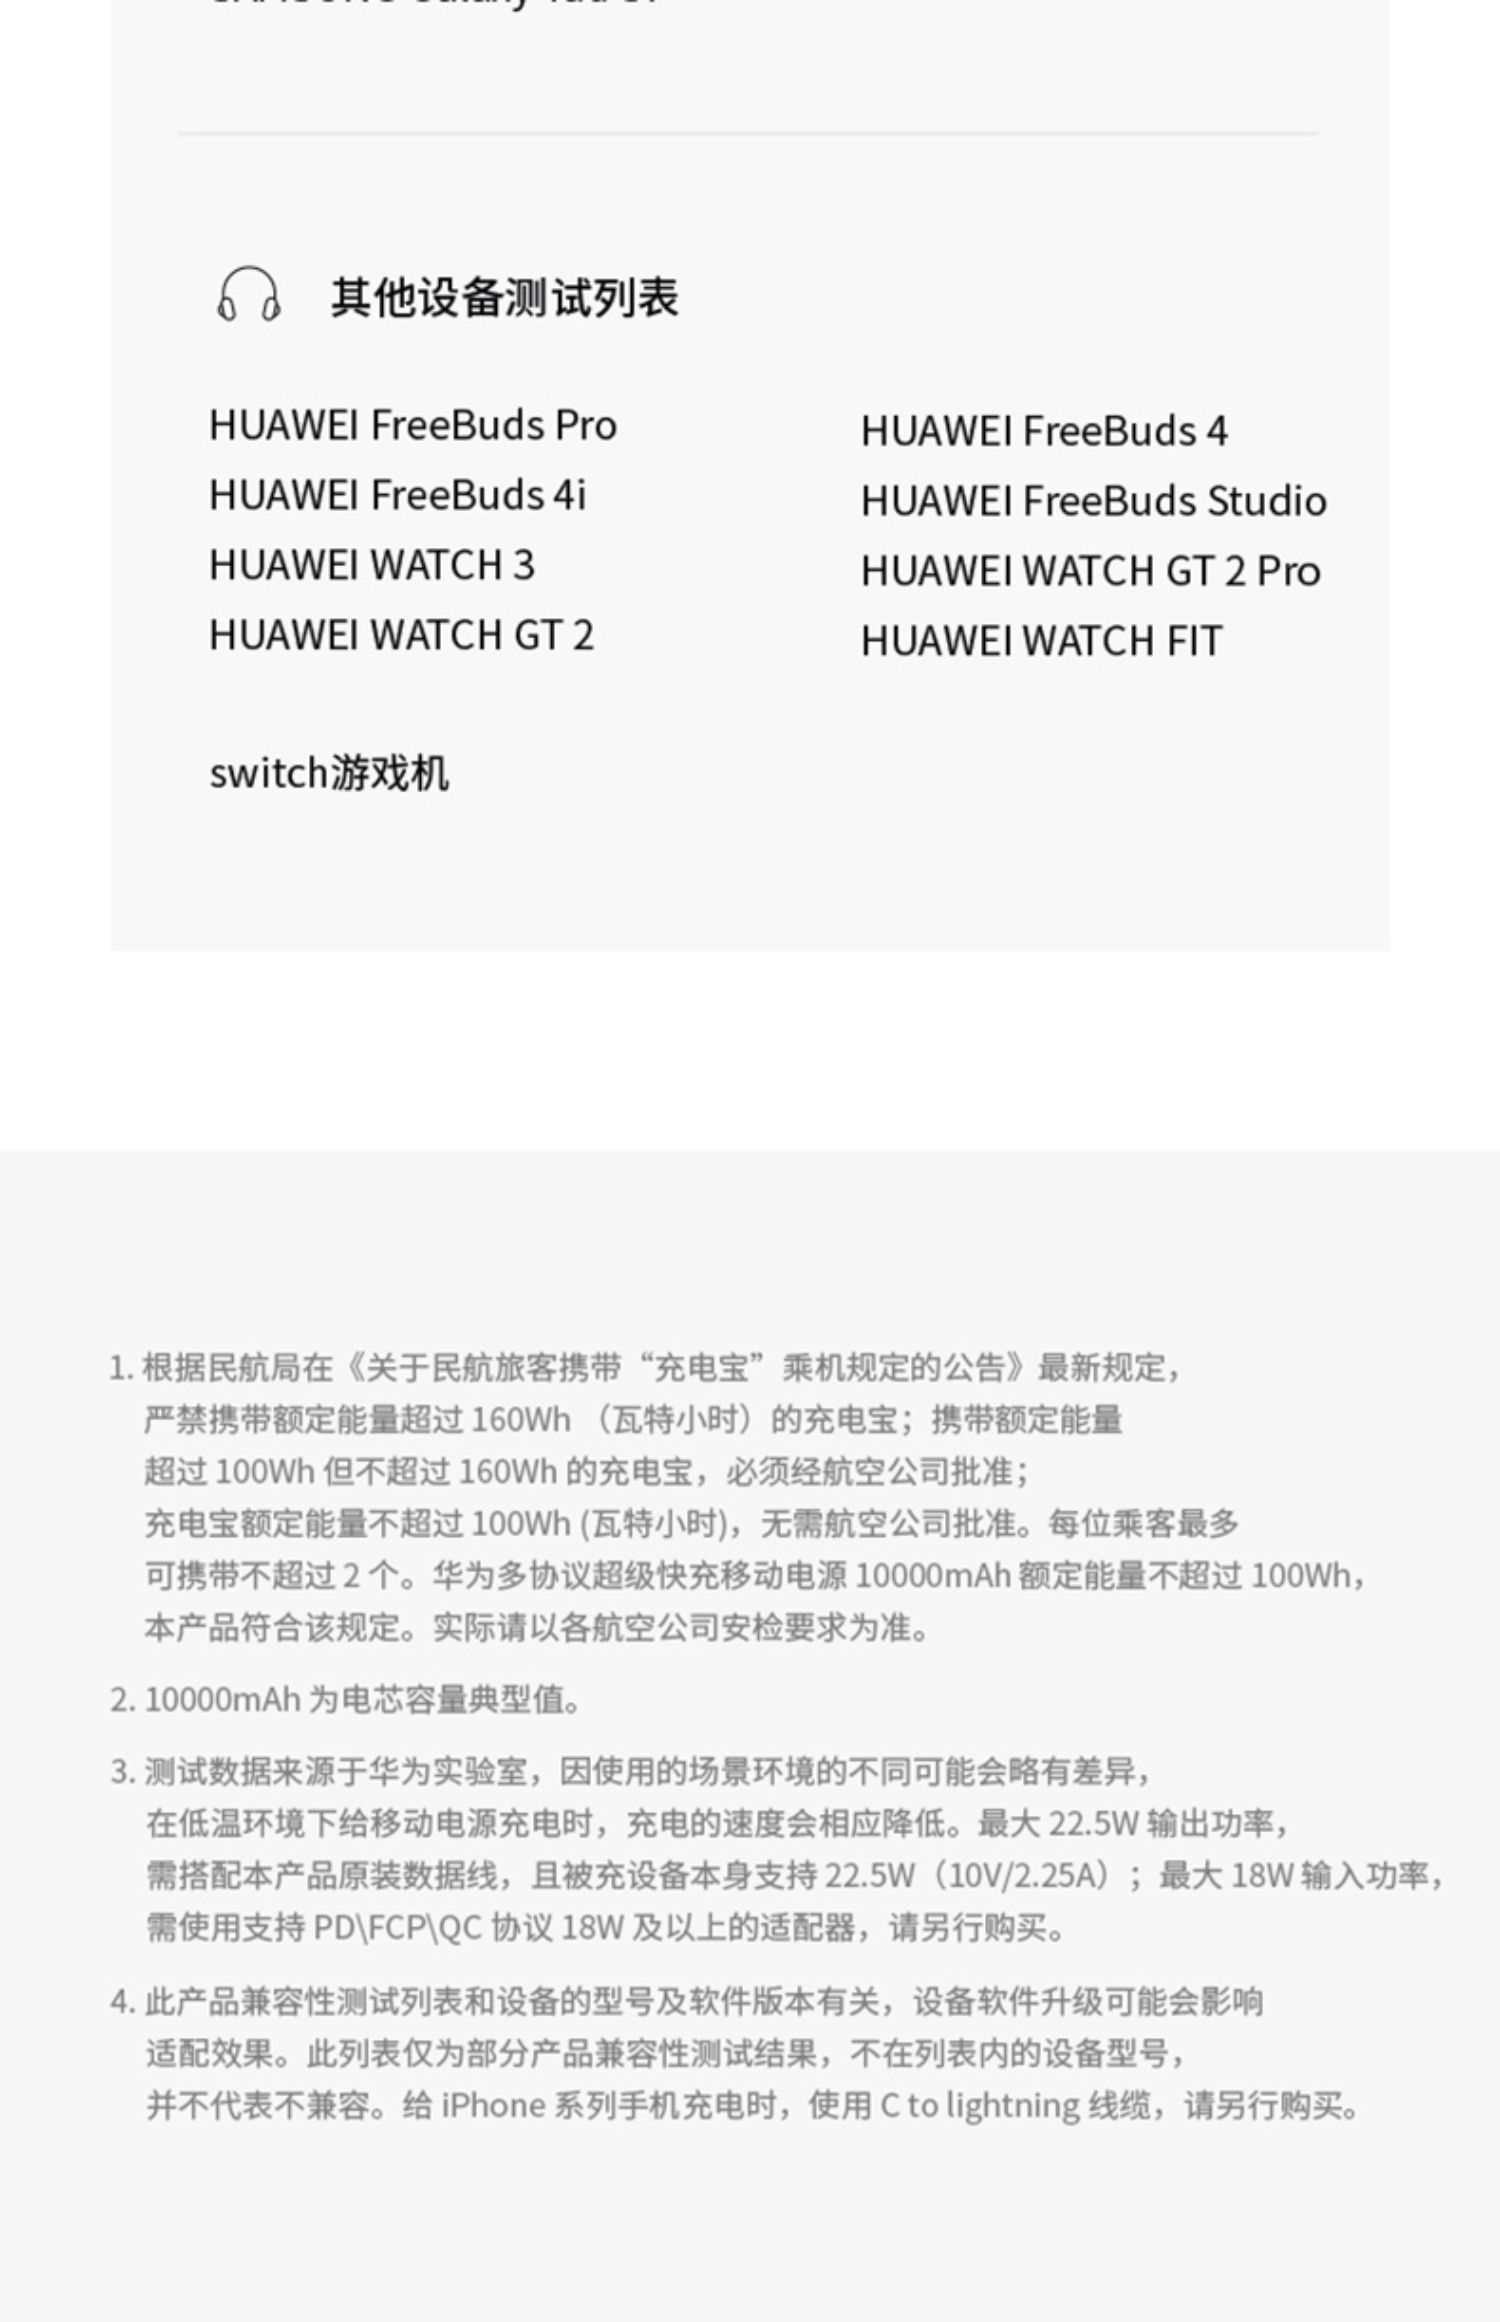 其他设备测试列表
HUAWEI FreeBuds Pro
HUAWEI FreeBuds 4
HUAWEI FreeBuds 4i
HUAWEI FreeBuds Studio
HUAWEI WATCH 3
HUAWEI WATCH GT 2 Pro
HUAWEI WATCH GT 2
HUAWEI WATCH FIT
switch游戏机
1. 根据民航局在《关于民航旅客携带“充电宝”乘机规定的公告》最新规定，
严禁携带额定能量超过 160Wh （瓦特小时）的充电宝；携带额定能量
超过 100Wh 但不超过 160Wh 的充电宝，必须经航空公司批准；
充电宝额定能量不超过 100Wh (瓦特小时)，无需航空公司批准。每位乘客最多
可携带不超过 2 个。华为多协议超级快充移动电源 10000mAh 额定能量不超过 100Wh，
本产品符合该规定。实际请以各航空公司安检要求为准。
2. 10000mAh 为电芯容量典型值。
3. 测试数据来源于华为实验室，因使用的场景环境的不同可能会略有差异，
在低温环境下给移动电源充电时，充电的速度会相应降低。最大 22.5W 输出功率，
需搭配本产品原装数据线，且被充设备本身支持 22.5W（10V/2.25A）；最大 18W 输入功率，
需使用支持 PD\FCP\QC 协议 18W 及以上的适配器，请另行购买。
4. 此产品兼容性测试列表和设备的型号及软件版本有关，设备软件升级可能会影响
适配效果。此列表仅为部分产品兼容性测试结果，不在列表内的设备型号，
并不代表不兼容。给 iPhone 系列手机充电时，使用 C to lightning 线缆，请另行购买。